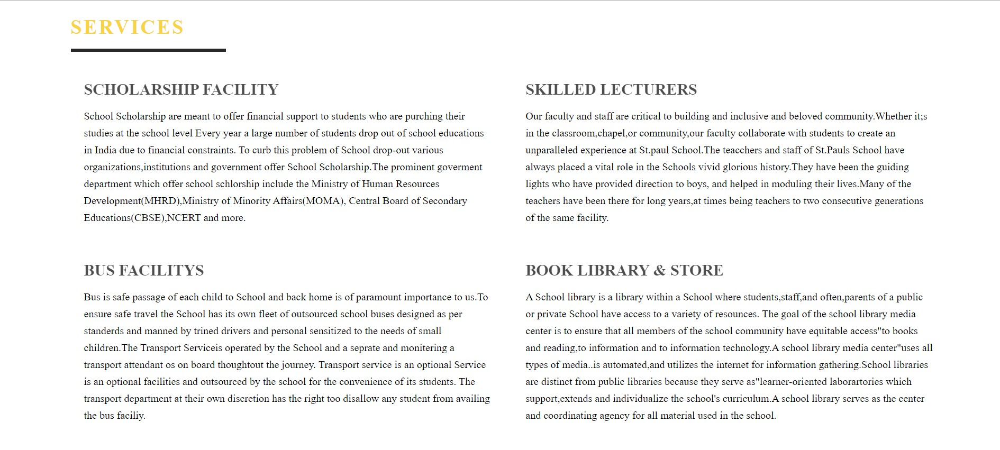 SERVICES
SCHOLARSHIP FACILITY
School Scholarship are meant to offer financial support to students who are purching their
studies at the school level Every year a large number of students drop out of school educations
in India due to financial constraints. To curb this problem of School drop-out various
organizations,institutions and government offer School Scholarship.The prominent goverment
department which offer school schlorship include the Ministry of Human Resources
Development(MHRD),Ministry of Minority Affairs(MOMA), Central Board of Secondary
Educations(CBSE),NCERT and more.
SKILLED LECTURERS
Our faculty and staff are critical to building and inclusive and beloved community.Whether it;s
in the classroom,chapel,or community,our faculty collaborate with students to create an
unparalleled experience at St.paul School.The teacchers and staff of St.Pauls School have
always placed a vital role in the Schools vivid glorious history.They have been the guiding
lights who have provided direction to boys, and helped in moduling their lives.Many of the
teachers have been there for long years,at times being teachers to two consecutive generations
of the same facility.
BUS FACILITYS
Bus is safe passage of each child to School and back home is of paramount importance to us.To
ensure safe travel the School has its own fleet of outsourced school buses designed as per
standerds and manned by trined drivers and personal sensitized to the needs of small
children.The Transport Serviceis operated by the School and a seprate and monitering a
transport attendant os on board thoughtout the journey. Transport service is an optional Service
is an optional facilities and outsourced by the school for the convenience of its students. The
transport department at their own discretion has the right too disallow any student from availing
the bus faciliy.
BOOK LIBRARY & STORE
A School library is a library within a School where students,staff,and often,parents of a public
or private School have access to a variety of resounces. The goal of the school library media
center is to ensure that all members of the school community have equitable access"to books
and reading,to information and to information technology.A school library media center"uses all
types of media..is automated,and utilizes the internet for information gathering.School libraries
are distinct from public libraries because they serve as"learner-oriented laborartories which
support,extends and individualize the school's curriculum.A school library serves as the center
and coordinating agency for all material used in the school.